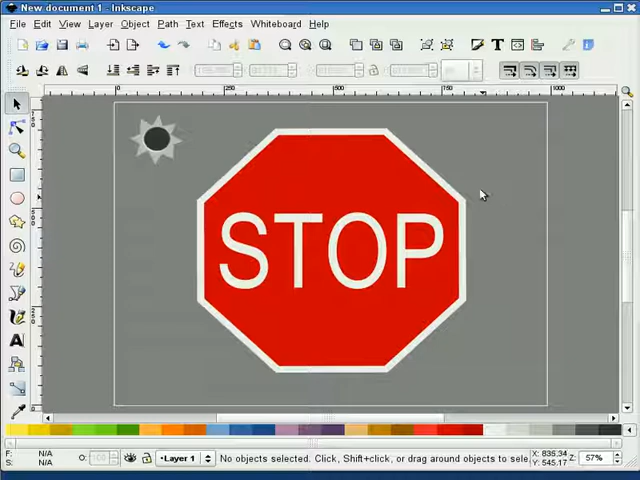 New document 1 - Inkscape
File Edit View Layer Object Path Text Effects Whiteboard Help
0 250 500 750 1000
STOP
F: N/A
S: N/A
O:
Layer 1
No objects selected. Click, Shift+click, or drag around objects to sele
X: 835.34
Y: 545.17
Z: 57%